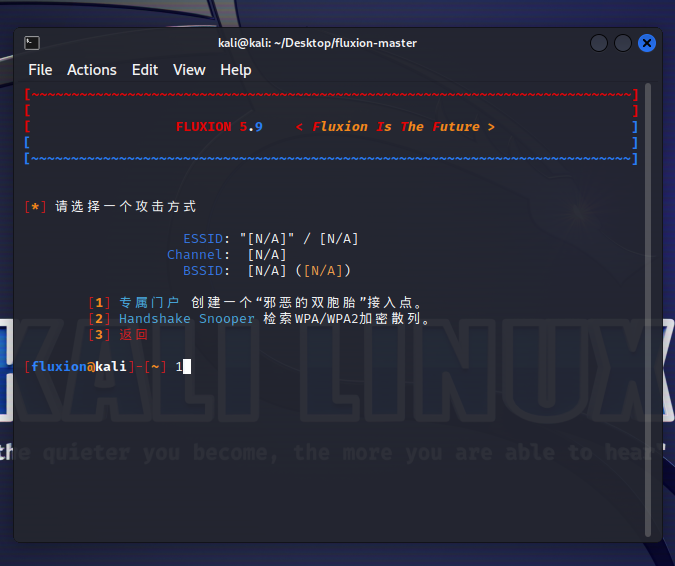 kali@kali: ~/Desktop/fluxion-master
File Actions Edit View Help
[~~~~~~~~~~~~~~~~~~~~~~~~~~~~~~~~~~~~~~~~~~~~~~~~~~~~~~~~~~~~~~~~~~~~~~~~~~]
[ ]
[ FLUXION 5.9 < Fluxion Is The Future > ]
[ ]
[~~~~~~~~~~~~~~~~~~~~~~~~~~~~~~~~~~~~~~~~~~~~~~~~~~~~~~~~~~~~~~~~~~~~~~~~~~]
[*] 请选择一个攻击方式
ESSID: "[N/A]" / [N/A]
Channel: [N/A]
BSSID: [N/A] ([N/A])
[1] 专属门户 创建一个“邪恶的双胞胎”接入点。
[2] Handshake Snooper 检索WPA/WPA2加密散列。
[3] 返回
[fluxion@kali]-[~] 1
KALI LINUX
the quieter you become, the more you are able to hear"